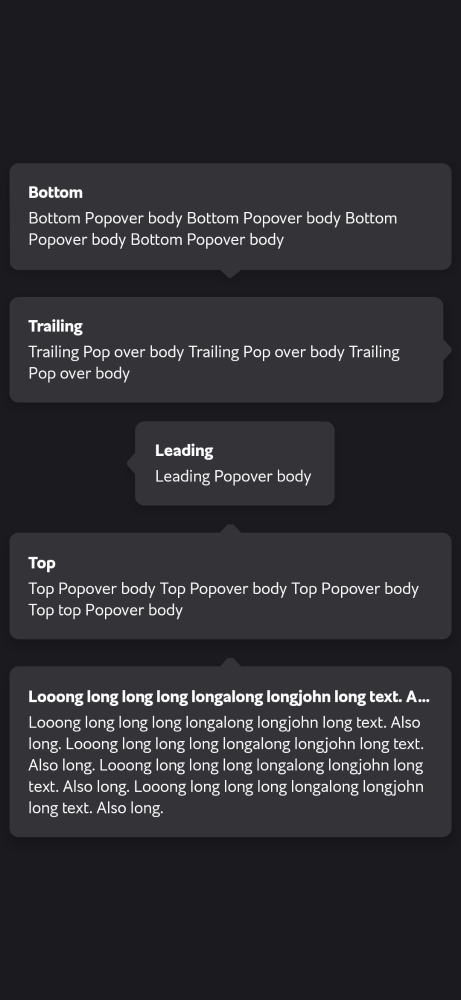 Bottom
Bottom Popover body Bottom Popover body Bottom
Popover body Bottom Popover body
Trailing
Trailing Pop over body Trailing Pop over body Trailing
Pop over body
Leading
Leading Popover body
Top
Top Popover body Top Popover body Top Popover body
Top top Popover body
Looong long long long longalong longjohn long text. A...
Looong long long long longalong longjohn long text. Also
long. Looong long long long longalong longjohn long text.
Also long. Looong long long long longalong longjohn long
text. Also long. Looong long long long longalong longjohn
long text. Also long.